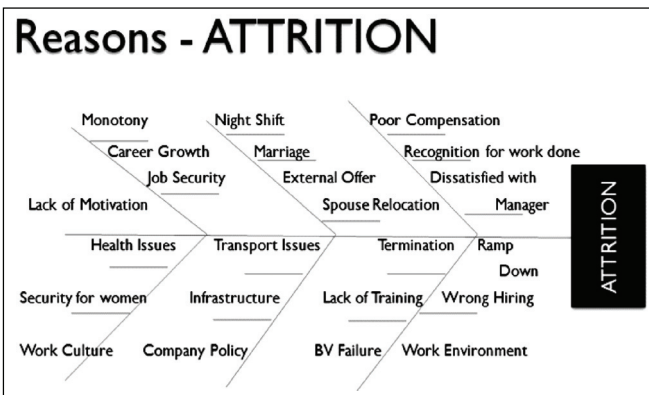 Reasons - ATTRITION
Monotony Night Shift Poor Compensation
Career Growth Marriage Recognition for work done
Job Security External Offer Dissatisfied with
Lack of Motivation Spouse Relocation Manager
Health Issues Transport Issues Termination Ramp
Down
Security for women Infrastructure Lack of Training Wrong Hiring
Work Culture Company Policy BV Failure Work Environment
ATTRITION